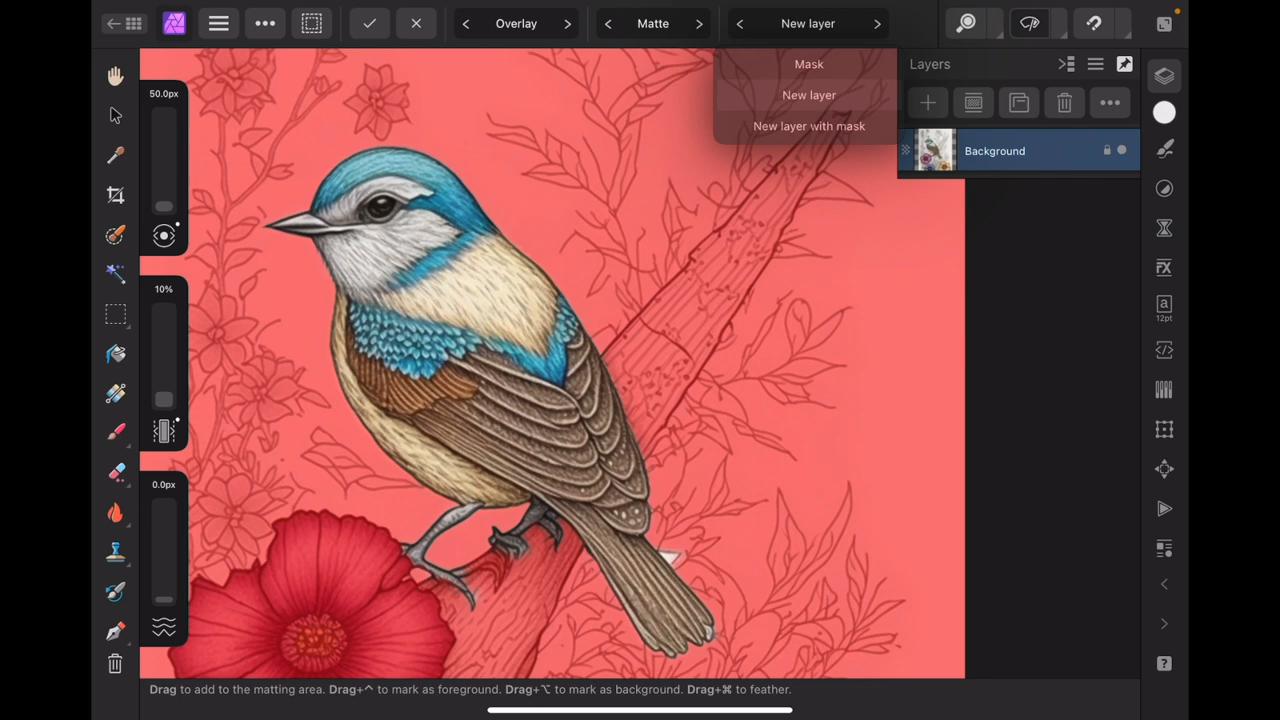 Overlay
Matte
New layer
Mask
New layer
New layer with mask
Layers
Background
50.0px
10%
0.0px
FX
a
12pt
?
Drag to add to the matting area. Drag+^ to mark as foreground. Drag+⌥ to mark as background. Drag+⌘ to feather.